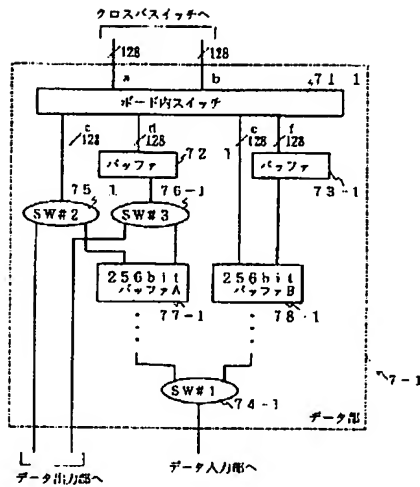 クロスバスイッチへ
128 128
a b
71 1
ボード内スイッチ
c d e f
128 128 128 128
72 1
バッファ バッファ
75 1 76-1 73-1
SW#2 SW#3
256bit 256bit
バッファA バッファB
77-1 78-1
SW#1
74-1
7-1
データ部
データ出力部へ データ入力部へ